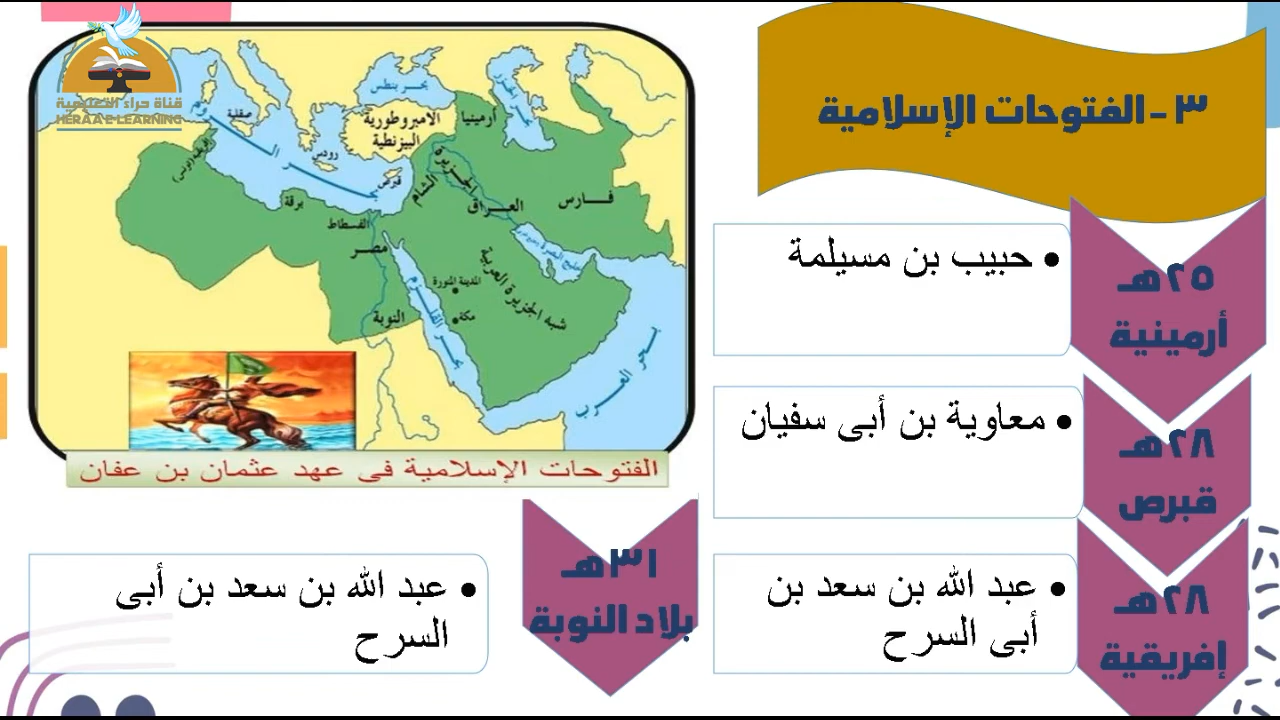 قناة حراء التعليمية
HERAA E LEARNING
٣ - الفتوحات الإسلامية
٢٥هـ
أرمينية
• حبيب بن مسيلمة
٢٨هـ
قبرص
• معاوية بن أبى سفيان
٢٨هـ
إفريقية
• عبد الله بن سعد بن
أبى السرح
٣١هـ
بلاد النوبة
• عبد الله بن سعد بن أبى
السرح
بحر بنطس
أرمينيا
الامبروطورية
البيزنطية
صقلية
رودس
قبرص
الجزيرة
الشام
العراق
فارس
برقة
الفسطاط
مصر
المدينة المنورة
مكة
شبه الجزيرة العربية
النوبة
بحر العرب
الفتوحات الإسلامية فى عهد عثمان بن عفان